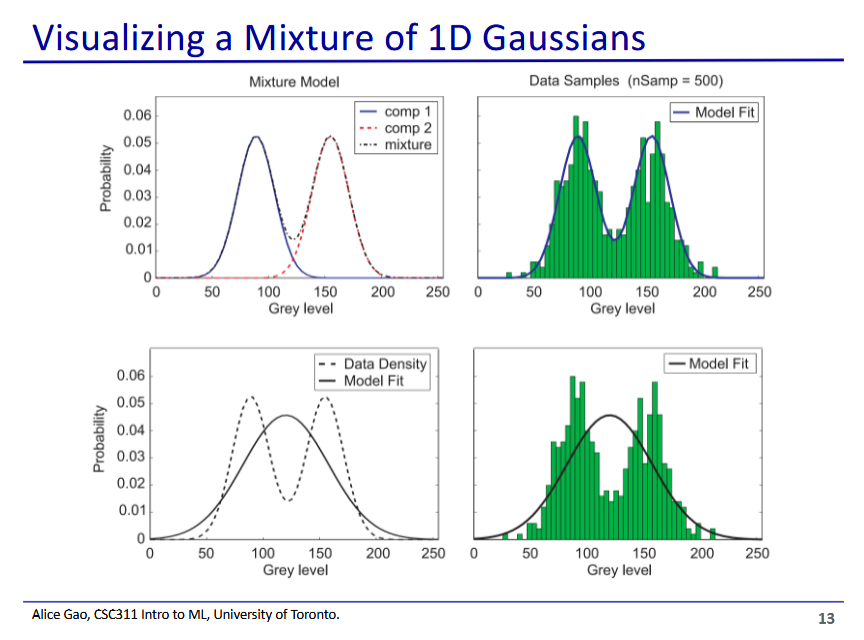 Visualizing a Mixture of 1D Gaussians
Mixture Model
comp 1
comp 2
mixture
0.06
0.05
0.04
0.03
0.02
0.01
0
Probability
0 50 100 150 200 250
Grey level
Data Samples (nSamp = 500)
Model Fit
0 50 100 150 200 250
Grey level
Data Density
Model Fit
0.06
0.05
0.04
0.03
0.02
0.01
0
Probability
0 50 100 150 200 250
Grey level
Model Fit
0 50 100 150 200 250
Grey level
Alice Gao, CSC311 Intro to ML, University of Toronto.
13